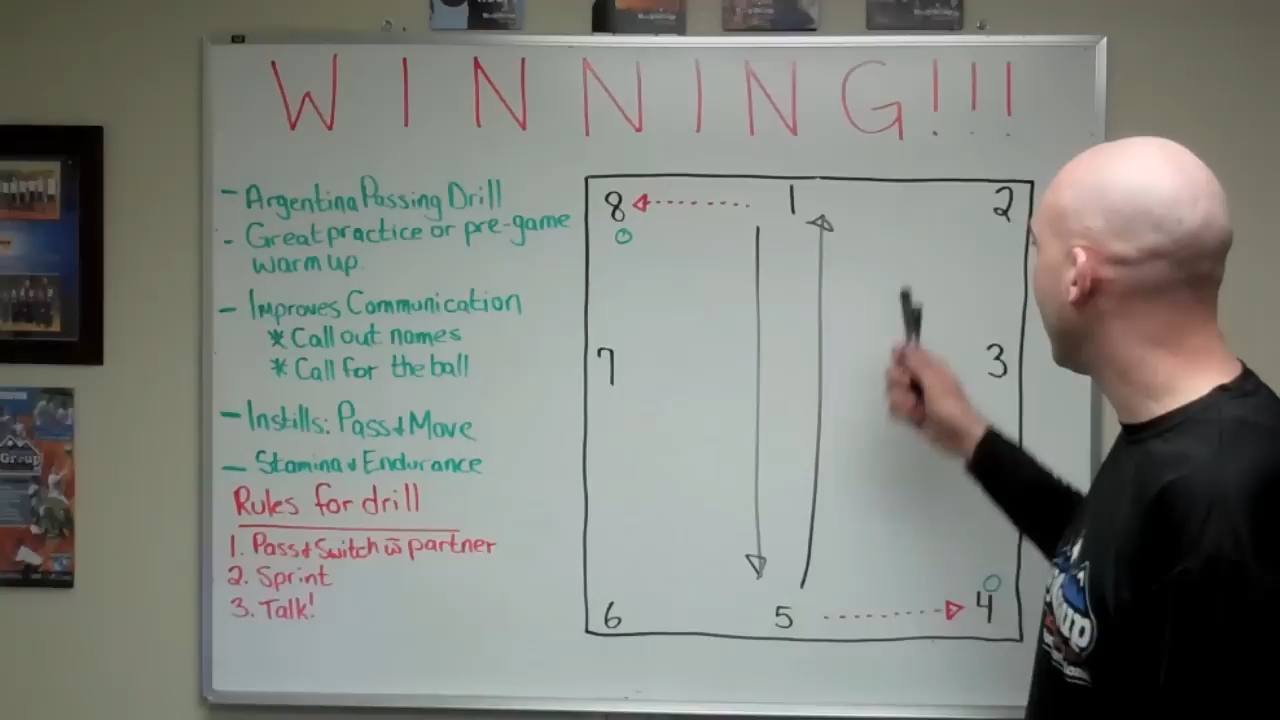 WINNING!!!
- Argentina Passing Drill
- Great practice or pre-game
warm up.
- Improves Communication
* Call out names
* Call for the ball
- Instills: Pass + Move
- Stamina + Endurance
Rules for drill
1. Pass + Switch w̄ partner
2. Sprint
3. Talk!
8 1 2
7 3
6 5 4
Group